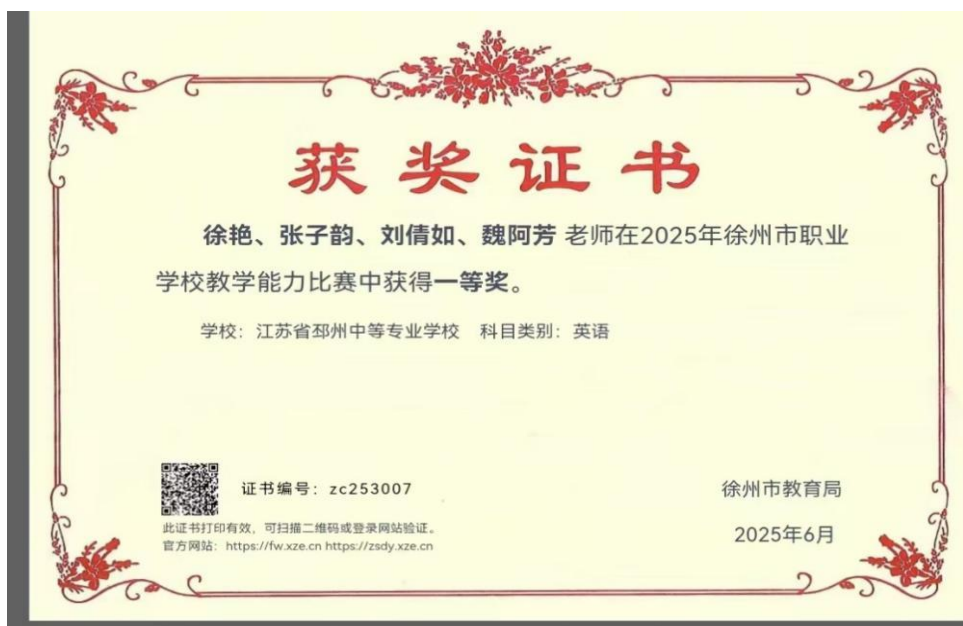 获奖证书
徐艳、张子韵、刘倩如、魏阿芳 老师在2025年徐州市职业
学校教学能力比赛中获得一等奖。
学校：江苏省邳州中等专业学校 科目类别：英语
证书编号：zc253007
此证书打印有效，可扫描二维码或登录网站验证。
官方网站：https://fw.xze.cn https://zsdy.xze.cn
徐州市教育局
2025年6月